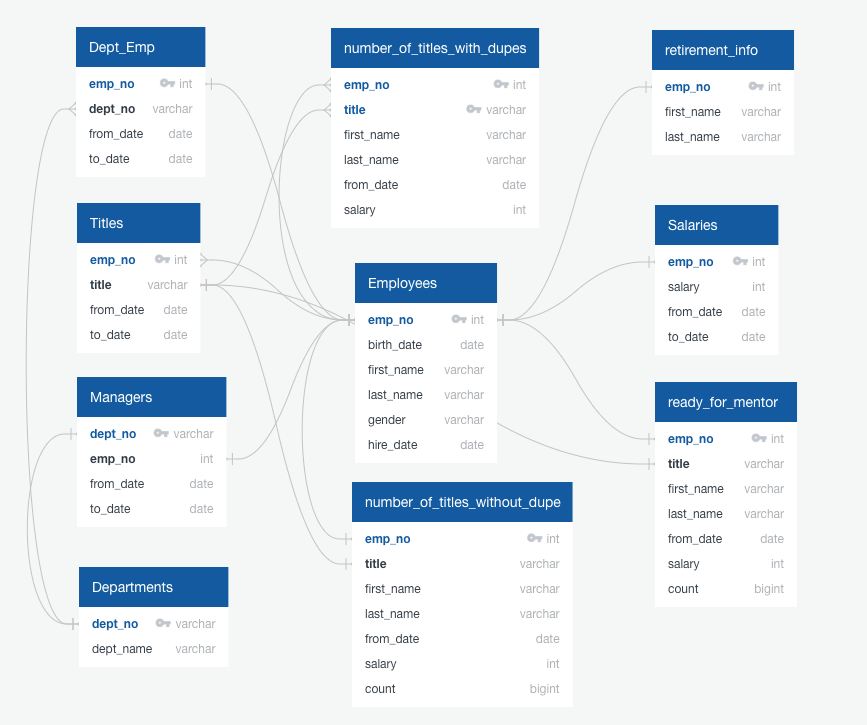 Dept_Emp
emp_no int
dept_no varchar
from_date date
to_date date
Titles
emp_no int
title varchar
from_date date
to_date date
Managers
dept_no varchar
emp_no int
from_date date
to_date date
Departments
dept_no varchar
dept_name varchar
number_of_titles_with_dupes
emp_no int
title varchar
first_name varchar
last_name varchar
from_date date
salary int
Employees
emp_no int
birth_date date
first_name varchar
last_name varchar
gender varchar
hire_date date
number_of_titles_without_dupe
emp_no int
title varchar
first_name varchar
last_name varchar
from_date date
salary int
count bigint
retirement_info
emp_no int
first_name varchar
last_name varchar
Salaries
emp_no int
salary int
from_date date
to_date date
ready_for_mentor
emp_no int
title varchar
first_name varchar
last_name varchar
from_date date
salary int
count bigint